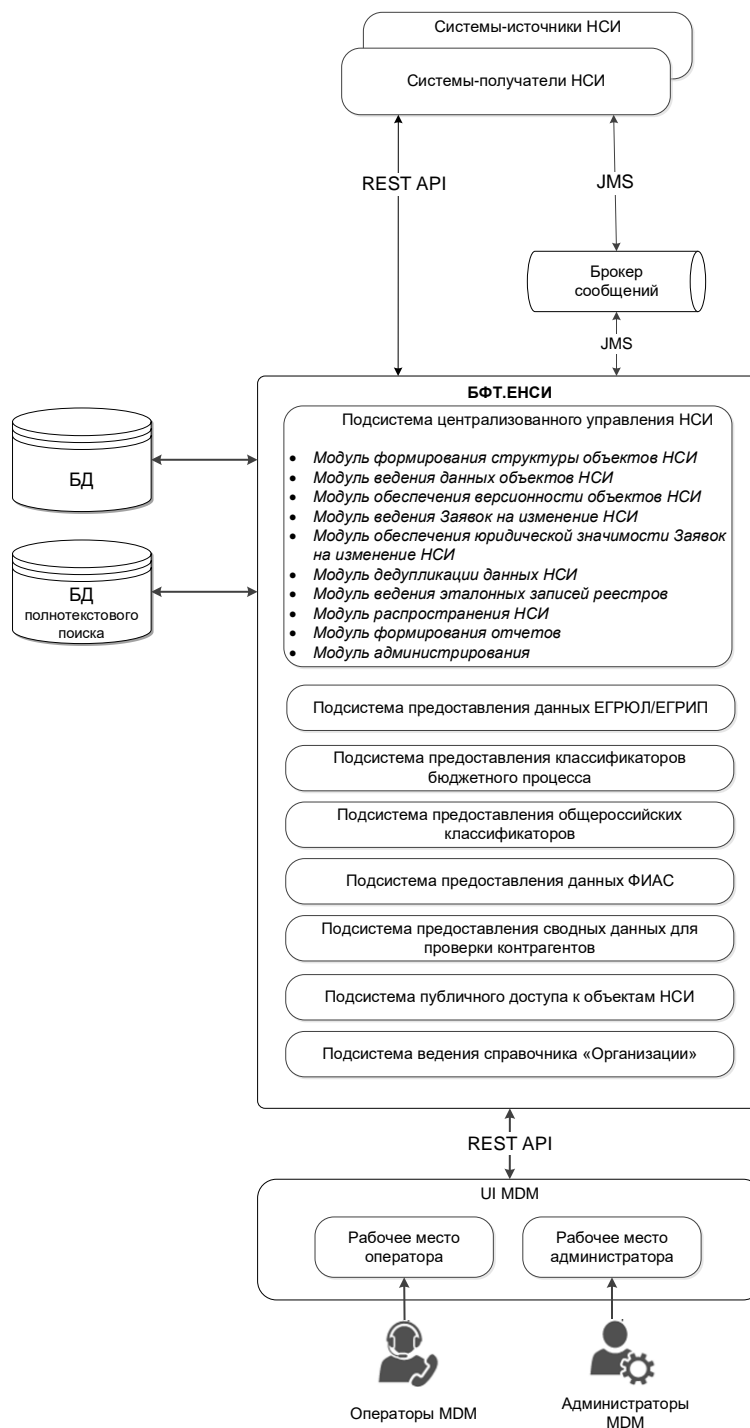 Системы-источники НСИ
Системы-получатели НСИ
REST API
JMS
Брокер
сообщений
JMS
БФТ.ЕНСИ
Подсистема централизованного управления НСИ
• Модуль формирования структуры объектов НСИ
• Модуль ведения данных объектов НСИ
• Модуль обеспечения версионности объектов НСИ
• Модуль ведения Заявок на изменение НСИ
• Модуль обеспечения юридической значимости Заявок
на изменение НСИ
• Модуль дедупликации данных НСИ
• Модуль ведения эталонных записей реестров
• Модуль распространения НСИ
• Модуль формирования отчетов
• Модуль администрирования
БД
БД
полнотекстового
поиска
Подсистема предоставления данных ЕГРЮЛ/ЕГРИП
Подсистема предоставления классификаторов
бюджетного процесса
Подсистема предоставления общероссийских
классификаторов
Подсистема предоставления данных ФИАС
Подсистема предоставления сводных данных для
проверки контрагентов
Подсистема публичного доступа к объектам НСИ
Подсистема ведения справочника «Организации»
REST API
UI MDM
Рабочее место
оператора
Рабочее место
администратора
Операторы MDM
Администраторы
MDM